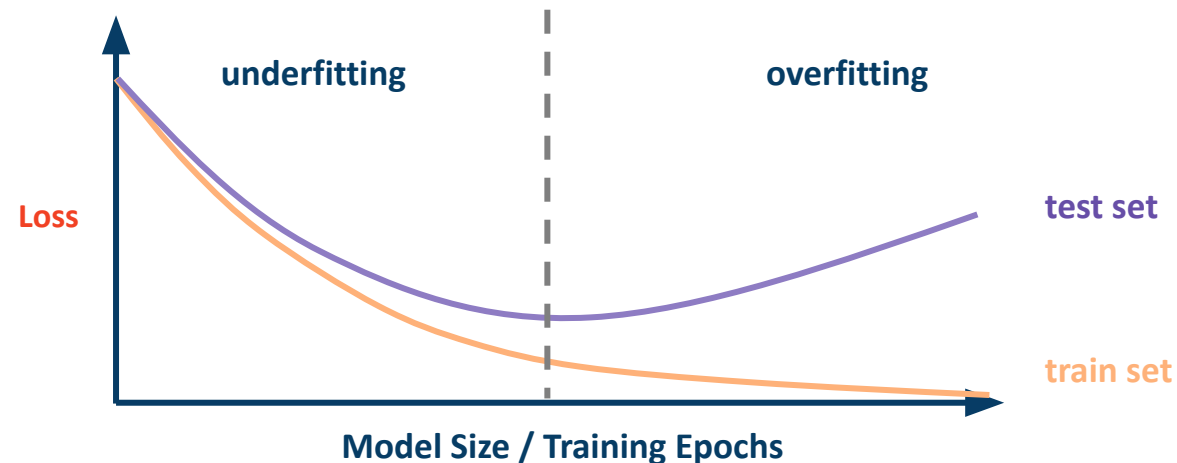 underfitting
overfitting
Loss
test set
train set
Model Size / Training Epochs